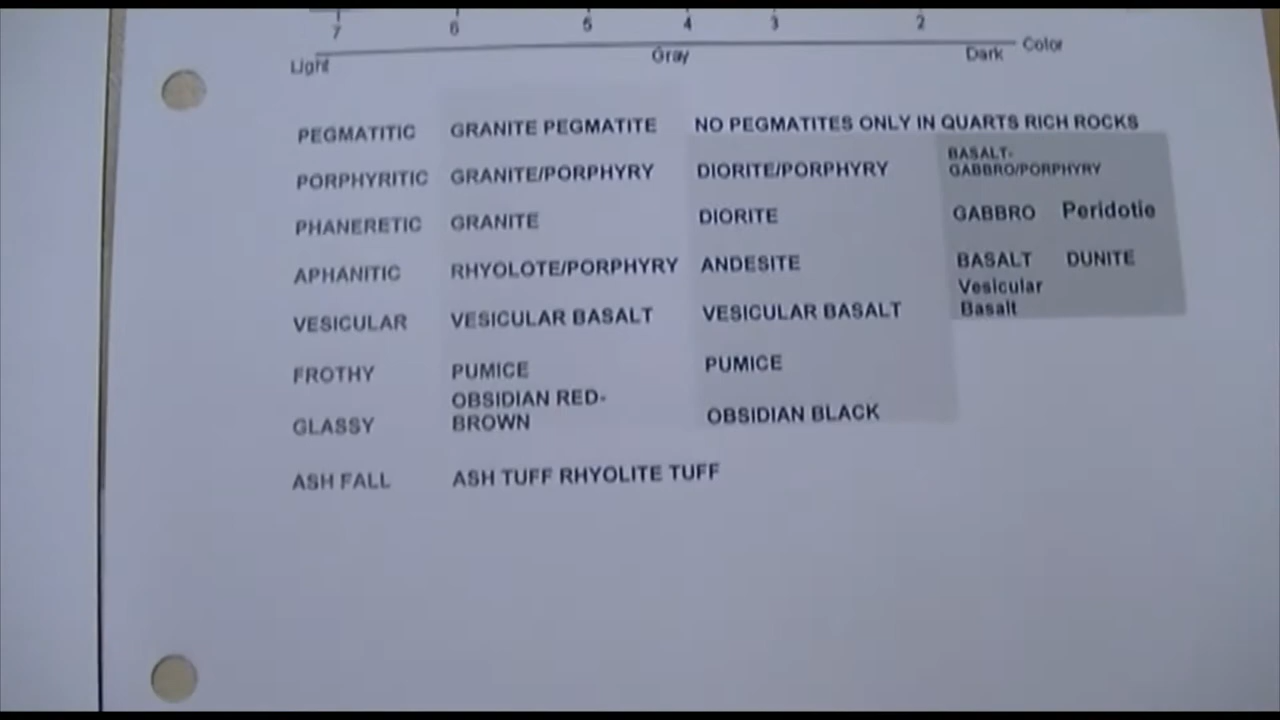 7 6 5 4 3 2
Light Gray Dark Color
PEGMATITIC GRANITE PEGMATITE NO PEGMATITES ONLY IN QUARTS RICH ROCKS
PORPHYRITIC GRANITE/PORPHYRY DIORITE/PORPHYRY BASALT-
GABBRO/PORPHYRY
PHANERETIC GRANITE DIORITE GABBRO Peridotie
APHANITIC RHYOLOTE/PORPHYRY ANDESITE BASALT DUNITE
Vesicular
Basalt
VESICULAR VESICULAR BASALT VESICULAR BASALT
FROTHY PUMICE PUMICE
OBSIDIAN RED-
GLASSY BROWN OBSIDIAN BLACK
ASH FALL ASH TUFF RHYOLITE TUFF